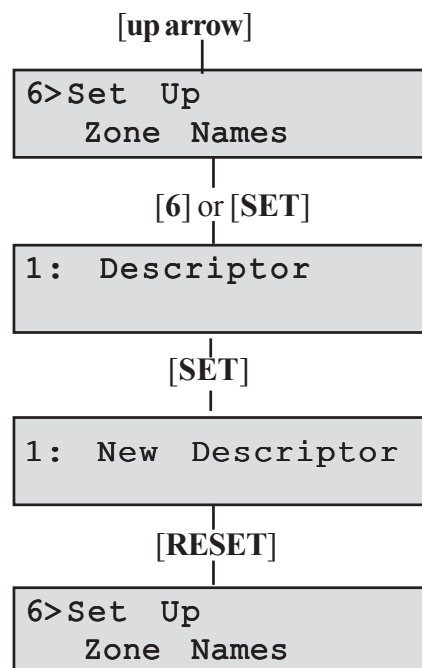 [up arrow]
6>Set Up
Zone Names
[6] or [SET]
1: Descriptor
[SET]
1: New Descriptor
[RESET]
6>Set Up
Zone Names